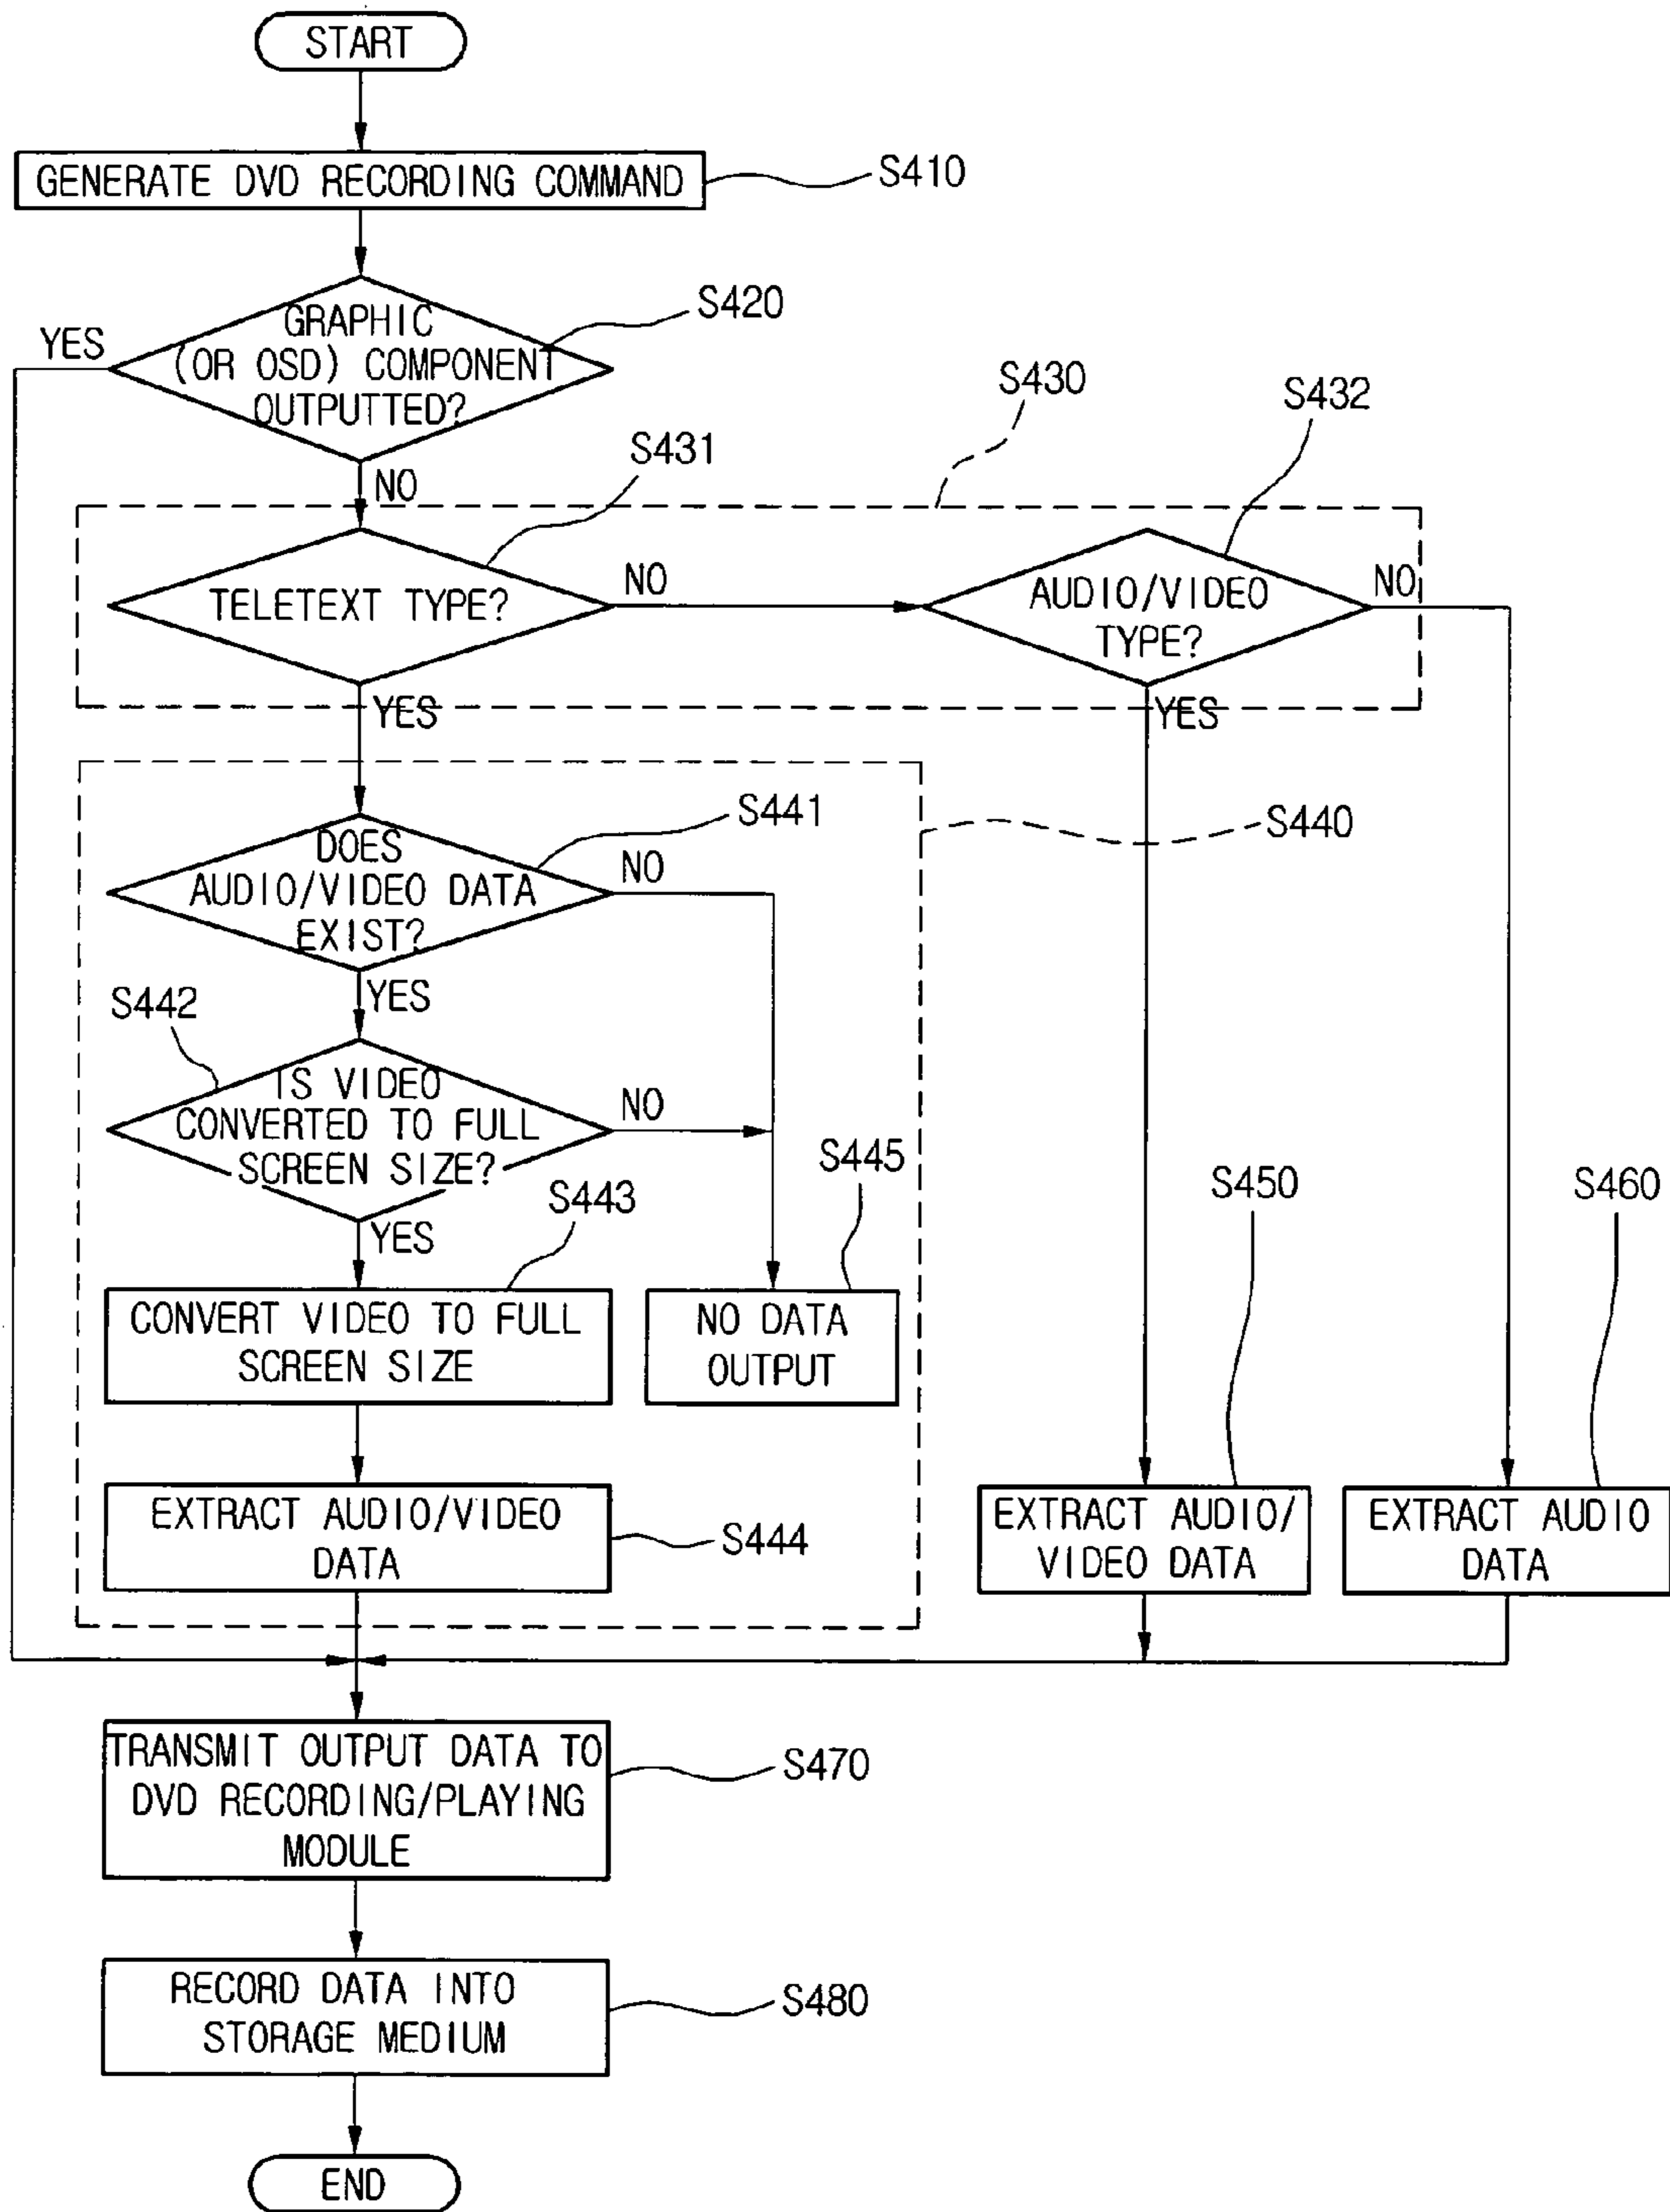 START
GENERATE DVD RECORDING COMMAND
S410
GRAPHIC
(OR OSD) COMPONENT
OUTPUTTED?
S420
YES
NO
S430
S431
S432
TELETEXT TYPE?
NO
AUDIO/VIDEO
TYPE?
NO
YES
YES
S440
S441
DOES
AUDIO/VIDEO DATA
EXIST?
NO
YES
S442
IS VIDEO
CONVERTED TO FULL
SCREEN SIZE?
NO
YES
S443
S445
S450
S460
CONVERT VIDEO TO FULL
SCREEN SIZE
NO DATA
OUTPUT
EXTRACT AUDIO/VIDEO
DATA
S444
EXTRACT AUDIO/
VIDEO DATA
EXTRACT AUDIO
DATA
TRANSMIT OUTPUT DATA TO
DVD RECORDING/PLAYING
MODULE
S470
RECORD DATA INTO
STORAGE MEDIUM
S480
END